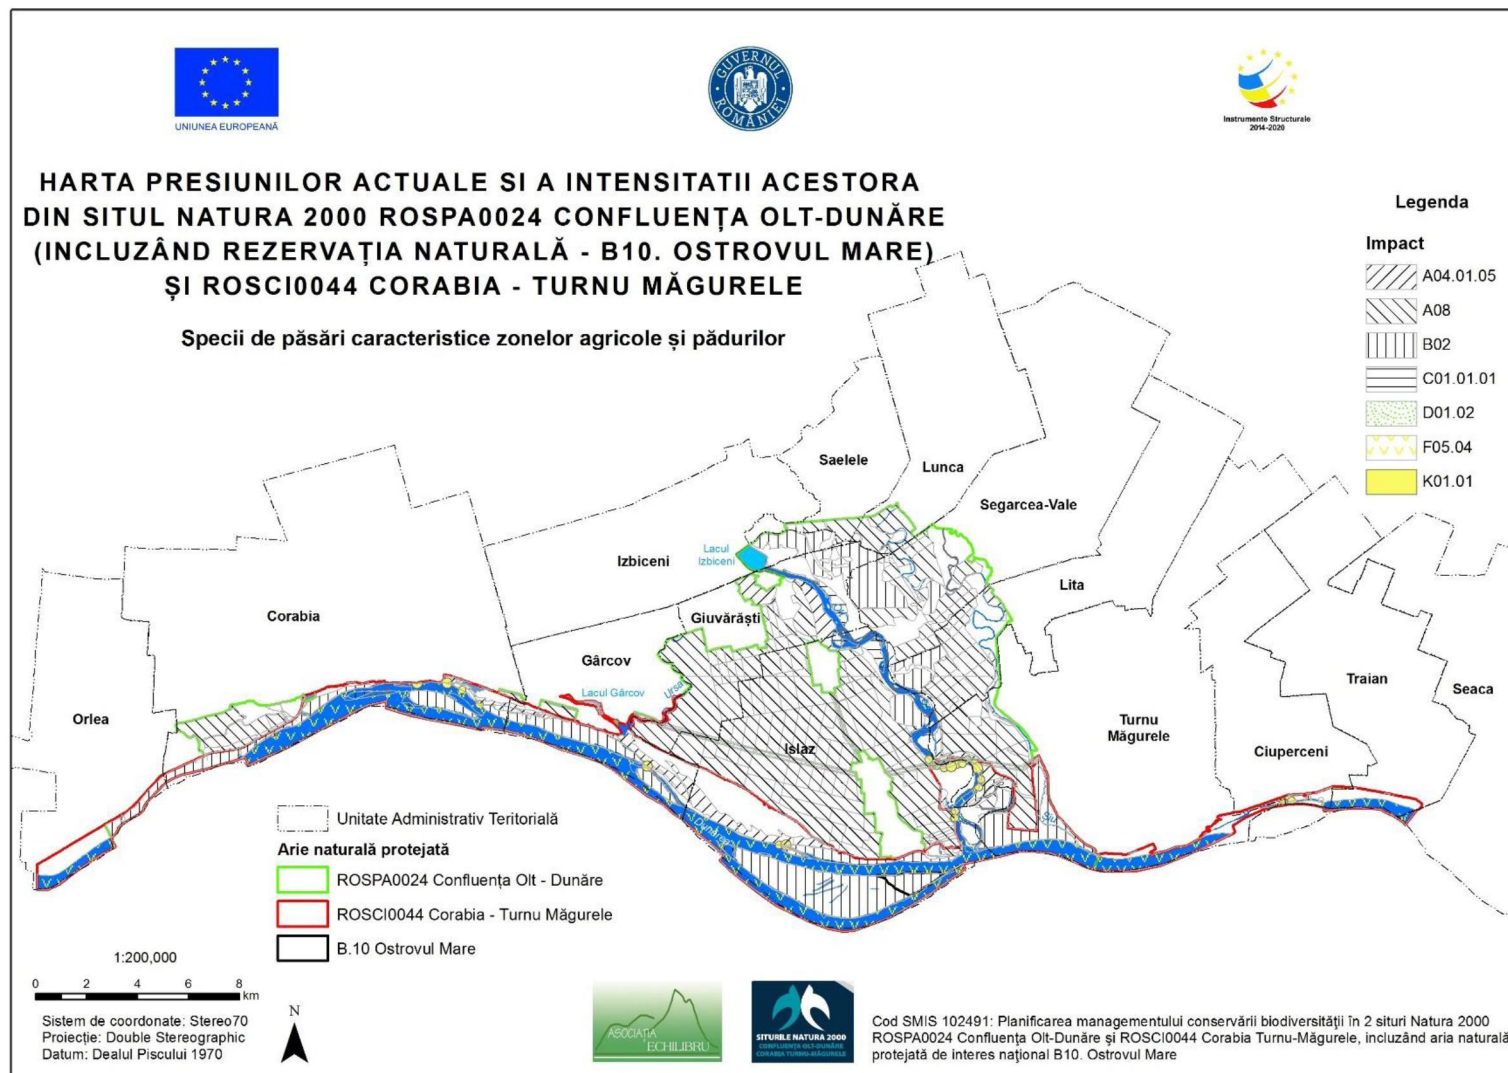 UNIUNEA EUROPEANĂ
GUVERNUL ROMÂNIEI
Instrumente Structurale
2014-2020
HARTA PRESIUNILOR ACTUALE SI A INTENSITATII ACESTORA
DIN SITUL NATURA 2000 ROSPA0024 CONFLUENȚA OLT-DUNĂRE
(INCLUZÂND REZERVAȚIA NATURALĂ - B10. OSTROVUL MARE)
ȘI ROSCI0044 CORABIA - TURNU MĂGURELE
Specii de păsări caracteristice zonelor agricole și pădurilor
Legenda
Impact
A04.01.05
A08
B02
C01.01.01
D01.02
F05.04
K01.01
Saelele
Lunca
Segarcea-Vale
Izbiceni
Lacul
Izbiceni
Lita
Corabia
Giuvărăști
Gârcov
Lacul Gârcov
Ursa
Orlea
Islaz
Turnu
Măgurele
Traian
Seaca
Ciuperceni
Siu
Dunărea
Unitate Administrativ Teritorială
Arie naturală protejată
ROSPA0024 Confluența Olt - Dunăre
ROSCI0044 Corabia - Turnu Măgurele
B.10 Ostrovul Mare
1:200,000
0 2 4 6 8
km
Sistem de coordonate: Stereo70
Proiecție: Double Stereographic
Datum: Dealul Piscului 1970
N
ASOCIAȚIA
ECHILIBRU
SITURILE NATURA 2000
CONFLUENȚA OLT-DUNĂRE
CORABIA TURNU-MĂGURELE
Cod SMIS 102491: Planificarea managementului conservării biodiversității în 2 situri Natura 2000
ROSPA0024 Confluența Olt-Dunăre și ROSCI0044 Corabia Turnu-Măgurele, incluzând aria naturală
protejată de interes național B10. Ostrovul Mare